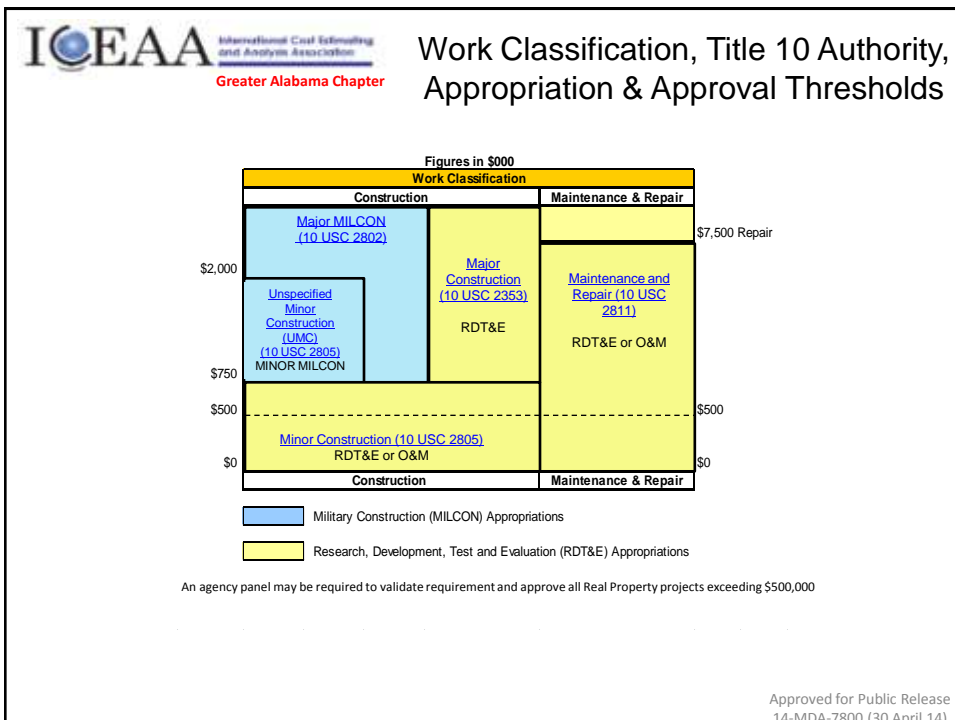 ICEAA International Cost Estimating
and Analysis Association
Greater Alabama Chapter
Work Classification, Title 10 Authority,
Appropriation & Approval Thresholds
Figures in $000
Work Classification
Construction Maintenance & Repair
Major MILCON
(10 USC 2802)
$7,500 Repair
$2,000
Major
Construction
(10 USC 2353)
RDT&E
Maintenance and
Repair (10 USC
2811)
RDT&E or O&M
Unspecified
Minor
Construction
(UMC)
(10 USC 2805)
MINOR MILCON
$750
$500 $500
Minor Construction (10 USC 2805)
RDT&E or O&M
$0 $0
Construction Maintenance & Repair
Military Construction (MILCON) Appropriations
Research, Development, Test and Evaluation (RDT&E) Appropriations
An agency panel may be required to validate requirement and approve all Real Property projects exceeding $500,000
Approved for Public Release
14-MDA-7800 (30 April 14)